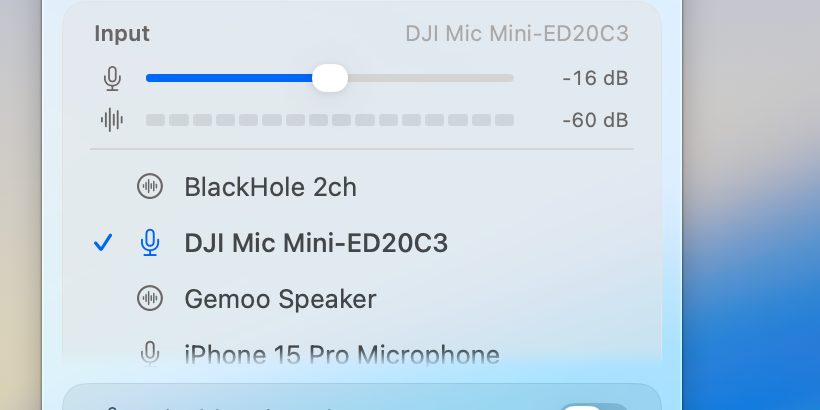 Input
DJI Mic Mini-ED20C3
-16 dB
-60 dB
BlackHole 2ch
DJI Mic Mini-ED20C3
Gemoo Speaker
iPhone 15 Pro Microphone